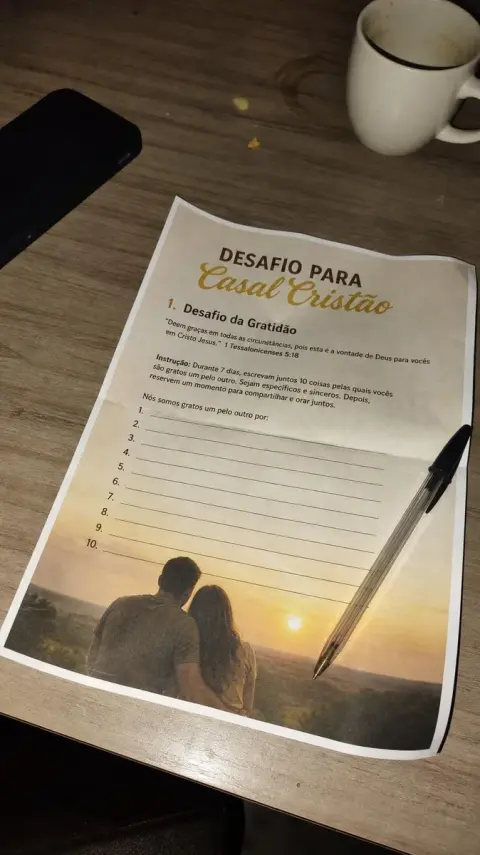 DESAFIO PARA
Casal Cristão
1. Desafio da Gratidão
"Deem graças em todas as circunstâncias, pois esta é a vontade de Deus para vocês
em Cristo Jesus." 1 Tessalonicenses 5:18
Instrução: Durante 7 dias, escrevam juntos 10 coisas pelas quais vocês
são gratos um pelo outro. Sejam específicos e sinceros. Depois,
reservem um momento para compartilhar e orar juntos.
Nós somos gratos um pelo outro por:
1.
2.
3.
4.
5.
6.
7.
8.
9.
10.